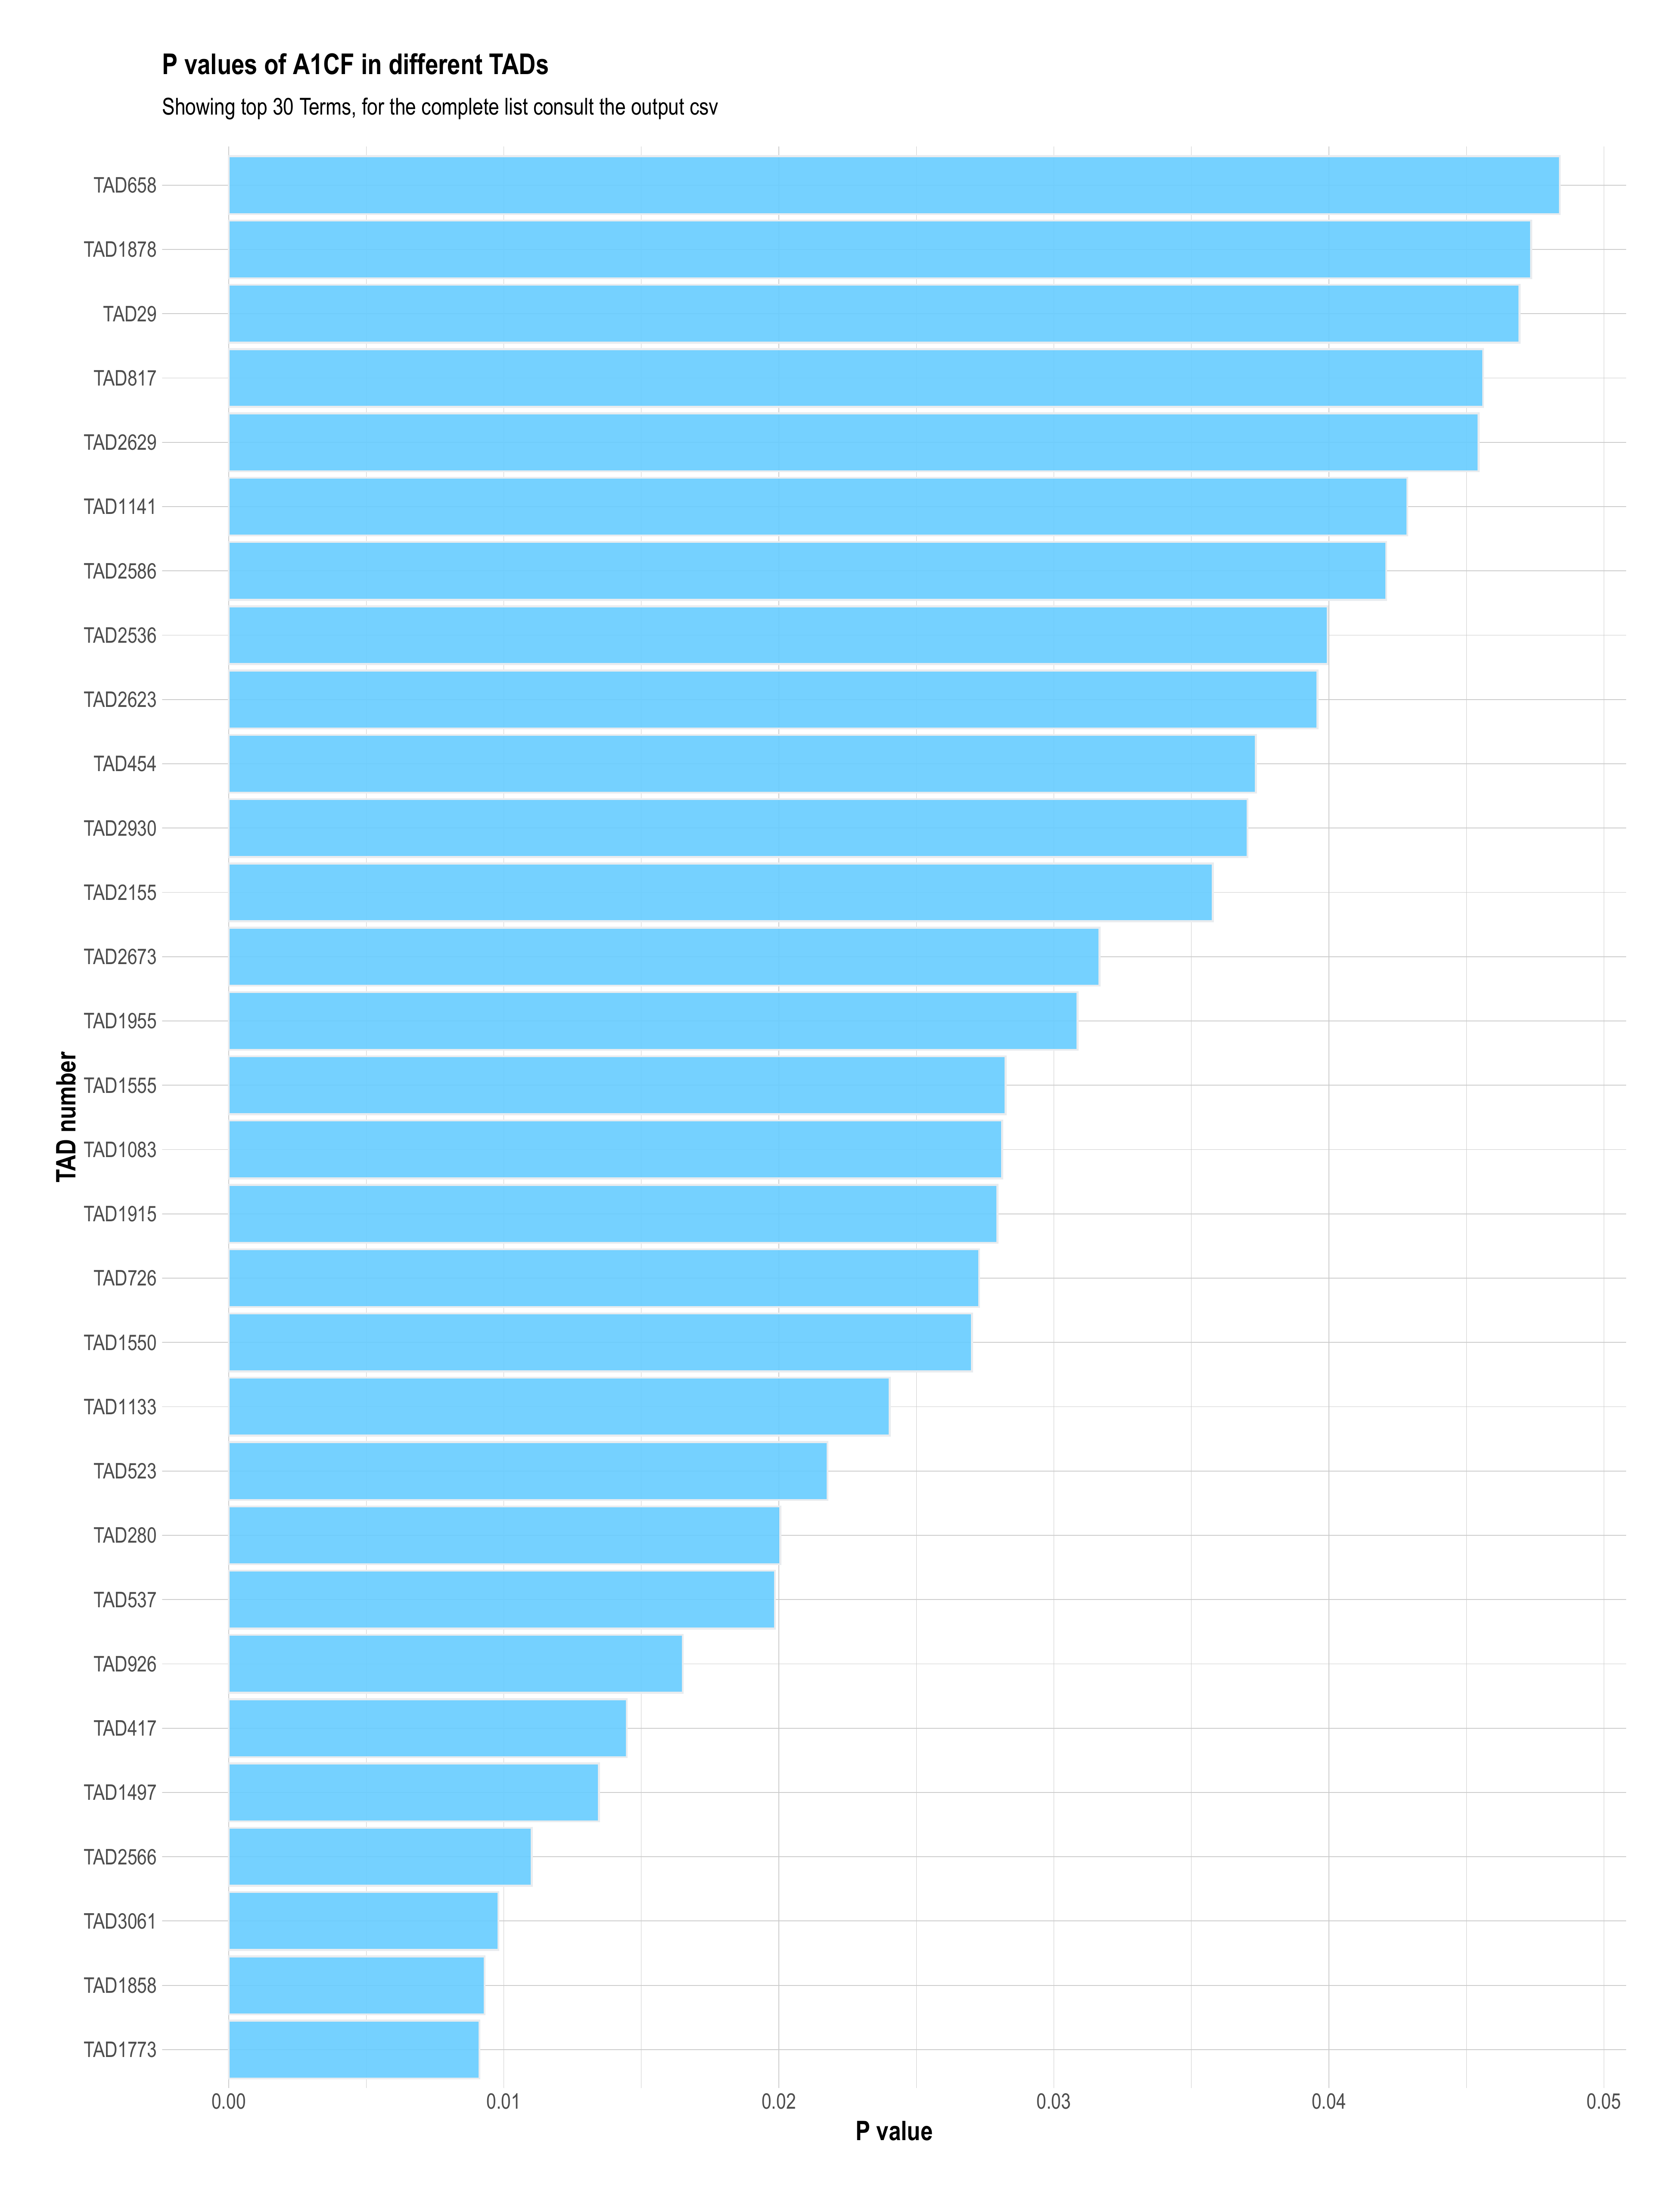 P values of A1CF in different TADs
Showing top 30 Terms, for the complete list consult the output csv
TAD658
TAD1878
TAD29
TAD817
TAD2629
TAD1141
TAD2586
TAD2536
TAD2623
TAD454
TAD2930
TAD2155
TAD2673
TAD1955
TAD1555
TAD1083
TAD1915
TAD726
TAD1550
TAD1133
TAD523
TAD280
TAD537
TAD926
TAD417
TAD1497
TAD2566
TAD3061
TAD1858
TAD1773
TAD number
0.00 0.01 0.02 0.03 0.04 0.05
P value